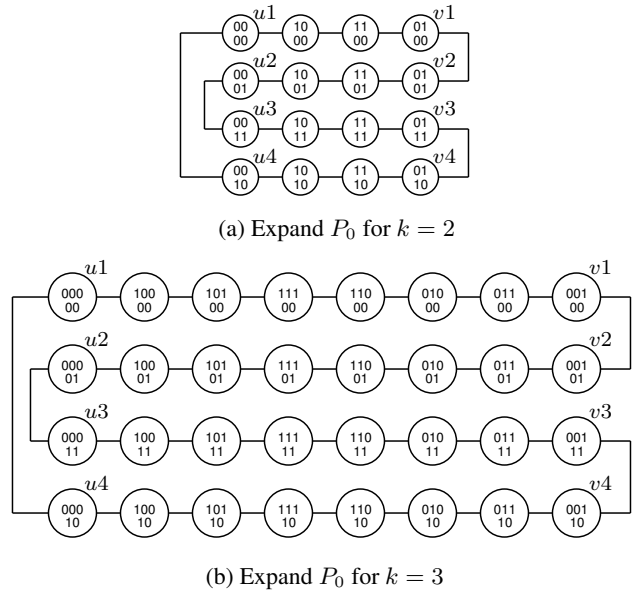 u1 v1
00 10 11 01
00 00 00 00
u2 v2
00 10 11 01
01 01 01 01
u3 v3
00 10 11 01
11 11 11 11
u4 v4
00 10 11 01
10 10 10 10
(a) Expand P0 for k = 2
u1 v1
000 100 101 111 110 010 011 001
00 00 00 00 00 00 00 00
u2 v2
000 100 101 111 110 010 011 001
01 01 01 01 01 01 01 01
u3 v3
000 100 101 111 110 010 011 001
11 11 11 11 11 11 11 11
u4 v4
000 100 101 111 110 010 011 001
10 10 10 10 10 10 10 10
(b) Expand P0 for k = 3